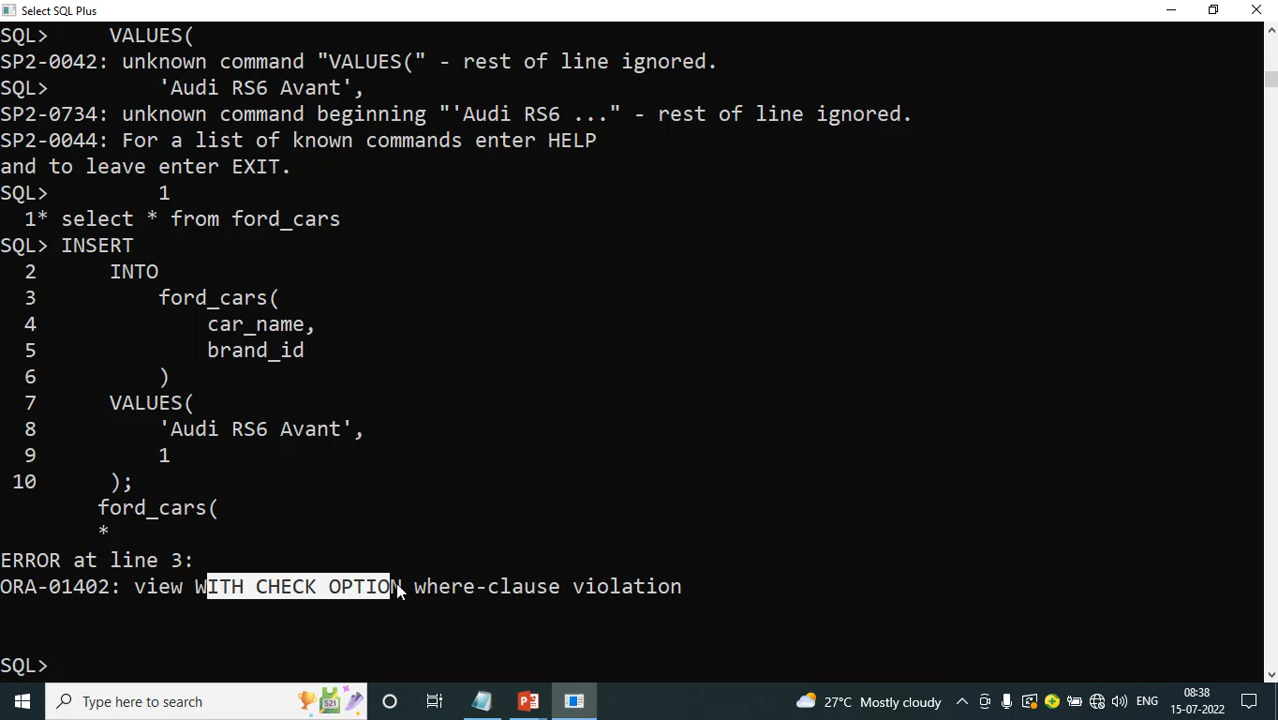 Select SQL Plus
SQL>     VALUES(
SP2-0042: unknown command "VALUES(" - rest of line ignored.
SQL>         'Audi RS6 Avant',
SP2-0734: unknown command beginning "'Audi RS6 ..." - rest of line ignored.
SP2-0044: For a list of known commands enter HELP
and to leave enter EXIT.
SQL>         1
  1* select * from ford_cars
SQL> INSERT
  2      INTO
  3          ford_cars(
  4              car_name,
  5              brand_id
  6          )
  7      VALUES(
  8          'Audi RS6 Avant',
  9          1
 10      );
        ford_cars(
        *
ERROR at line 3:
ORA-01402: view WITH CHECK OPTION where-clause violation
SQL>
Type here to search
521
27°C Mostly cloudy
ENG
08:38
15-07-2022